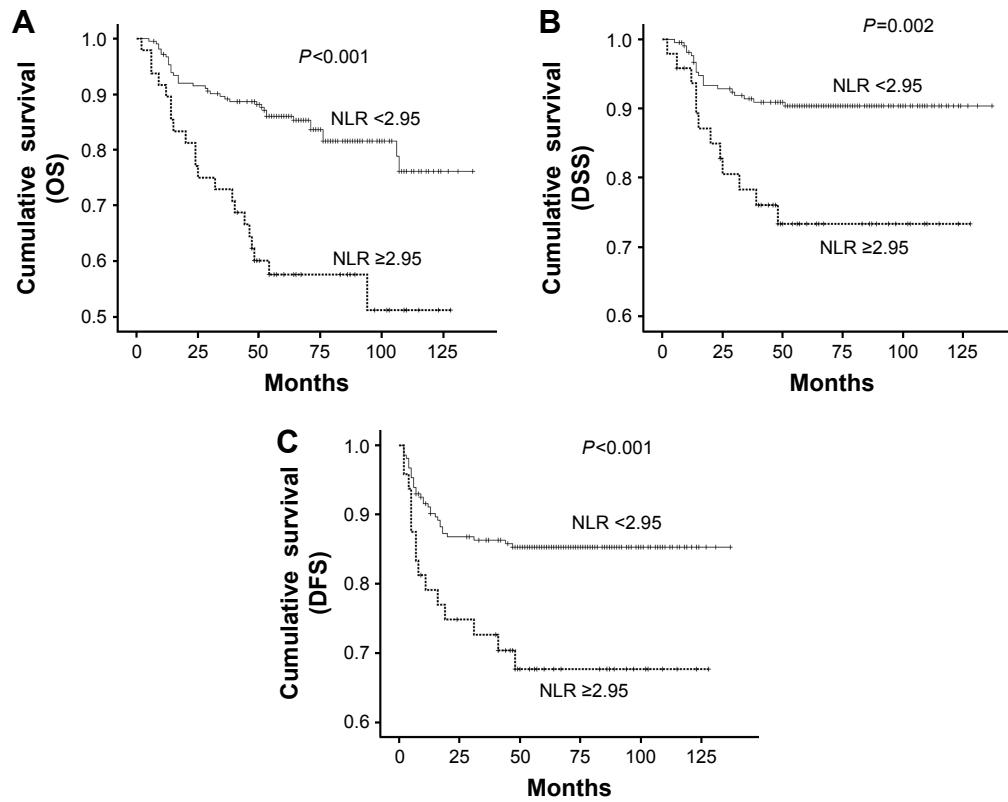 A
Cumulative survival
(OS)
1.0
0.9
0.8
0.7
0.6
0.5
P<0.001
NLR <2.95
NLR ≥2.95
0 25 50 75 100 125
Months
B
Cumulative survival
(DSS)
1.0
0.9
0.8
0.7
0.6
P=0.002
NLR <2.95
NLR ≥2.95
0 25 50 75 100 125
Months
C
Cumulative survival
(DFS)
1.0
0.9
0.8
0.7
0.6
P<0.001
NLR <2.95
NLR ≥2.95
0 25 50 75 100 125
Months